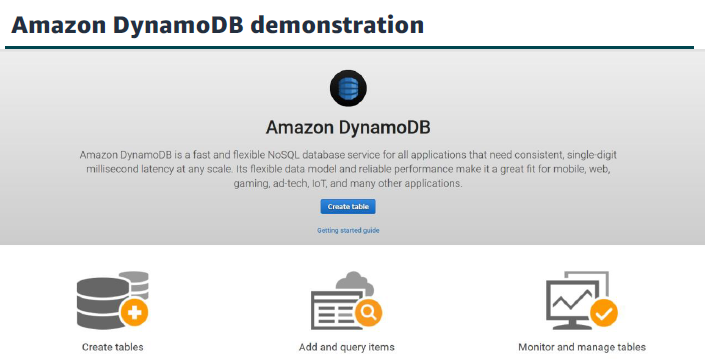 Amazon DynamoDB demonstration
Amazon DynamoDB
Amazon DynamoDB is a fast and flexible NoSQL database service for all applications that need consistent, single-digit
millisecond latency at any scale. Its flexible data model and reliable performance make it a great fit for mobile, web,
gaming, ad-tech, IoT, and many other applications.
Create table
Getting started guide
Create tables
Add and query items
Monitor and manage tables